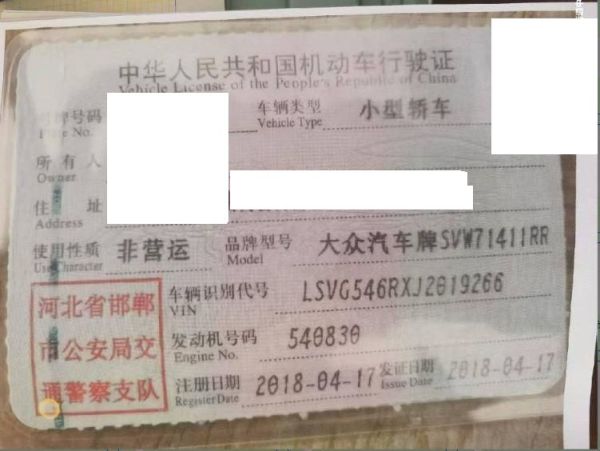 中华人民共和国机动车行驶证
Vehicle License of the People's Republic of China
号牌号码 车辆类型 小型轿车
Plate No. Vehicle Type
所有人
Owner
住址
Address
使用性质 非营运 品牌型号 大众汽车牌SVW71411RR
Use Character Model
河北省邯郸
市公安局交
通警察支队
车辆识别代号 LSVG546RXJ2019266
VIN
发动机号码 540830
Engine No.
注册日期 2018-04-17 发证日期 2018-04-17
Register Date Issue Date